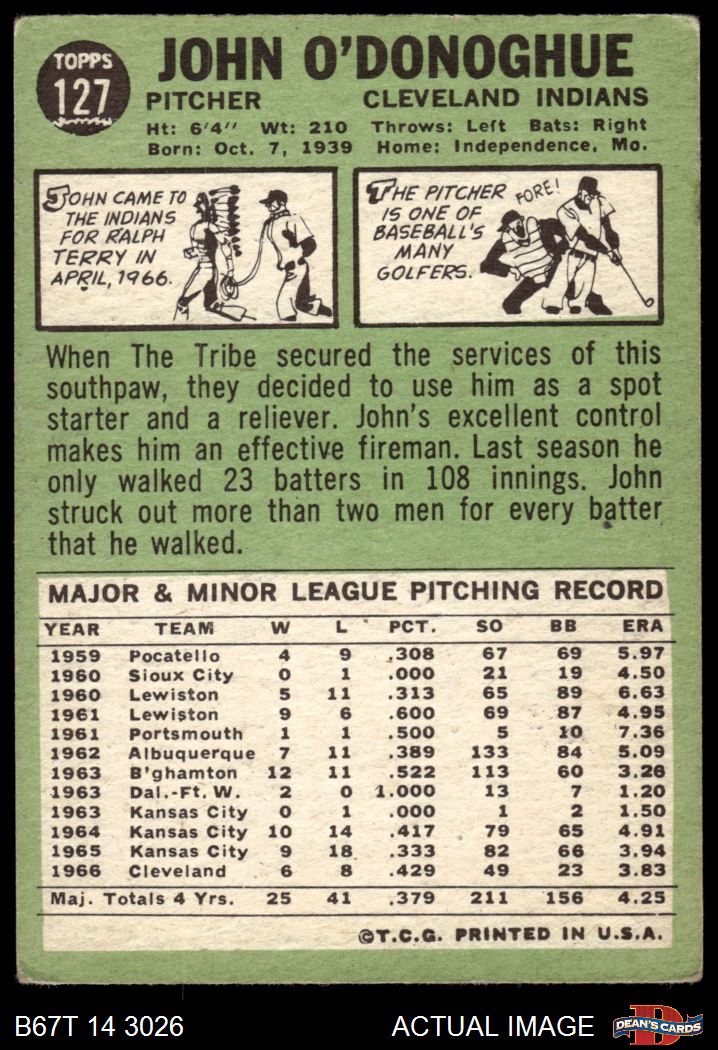 TOPPS
127
JOHN O'DONOGHUE
PITCHER CLEVELAND INDIANS
Ht: 6'4" Wt: 210 Throws: Left Bats: Right
Born: Oct. 7, 1939 Home: Independence, Mo.
JOHN CAME TO
THE INDIANS
FOR RALPH
TERRY IN
APRIL, 1966.
THE PITCHER
IS ONE OF
BASEBALL'S
MANY
GOLFERS.
FORE!
When The Tribe secured the services of this
southpaw, they decided to use him as a spot
starter and a reliever. John's excellent control
makes him an effective fireman. Last season he
only walked 23 batters in 108 innings. John
struck out more than two men for every batter
that he walked.
MAJOR & MINOR LEAGUE PITCHING RECORD
YEAR TEAM W L PCT. SO BB ERA
1959 Pocatello 4 9 .308 67 69 5.97
1960 Sioux City 0 1 .000 21 19 4.50
1960 Lewiston 5 11 .313 65 89 6.63
1961 Lewiston 9 6 .600 69 87 4.95
1961 Portsmouth 1 1 .500 5 10 7.36
1962 Albuquerque 7 11 .389 133 84 5.09
1963 B'ghamton 12 11 .522 113 60 3.26
1963 Dal.-Ft. W. 2 0 1.000 13 7 1.20
1963 Kansas City 0 1 .000 1 2 1.50
1964 Kansas City 10 14 .417 79 65 4.91
1965 Kansas City 9 18 .333 82 66 3.94
1966 Cleveland 6 8 .429 49 23 3.83
Maj. Totals 4 Yrs. 25 41 .379 211 156 4.25
©T.C.G. PRINTED IN U.S.A.
B67T 14 3026 ACTUAL IMAGE
D
DEAN'S CARDS